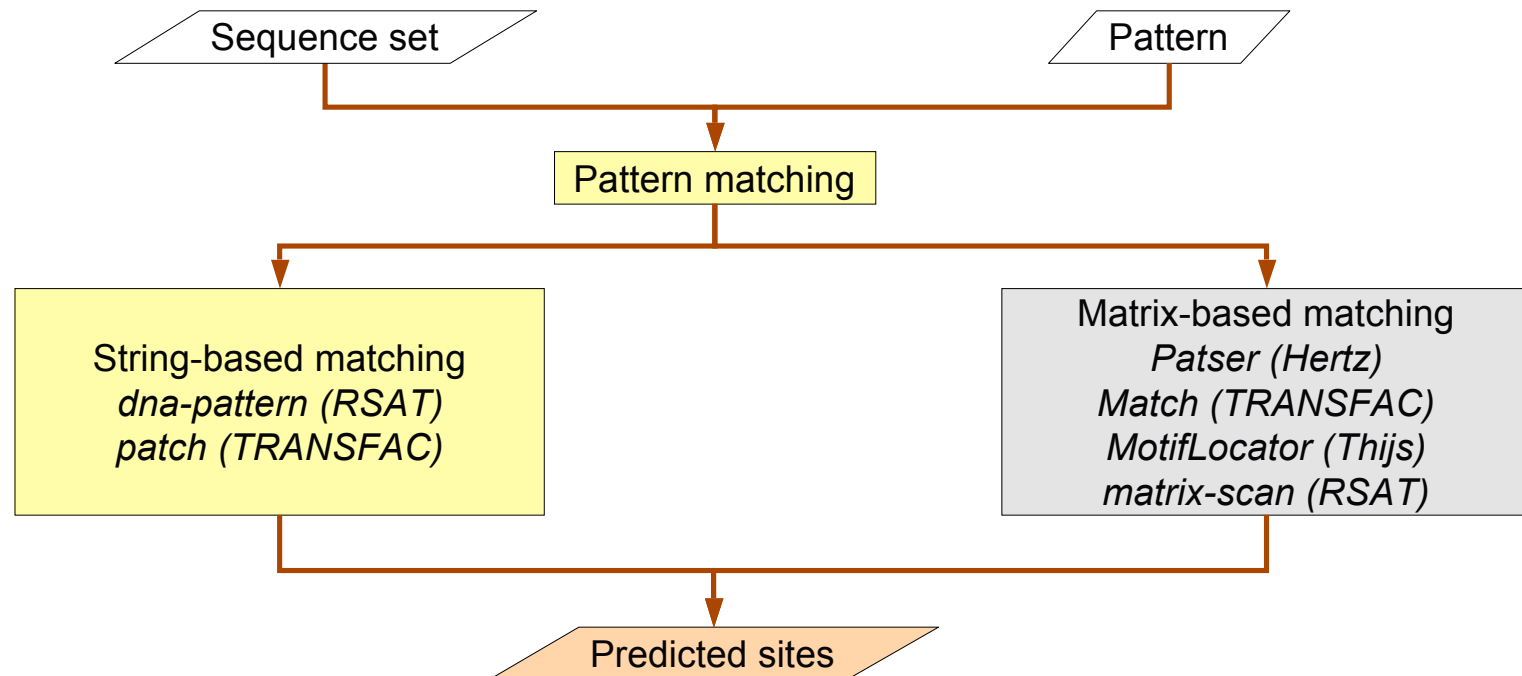 Sequence set
Pattern
Pattern matching
String-based matching
dna-pattern (RSAT)
patch (TRANSFAC)
Matrix-based matching
Patser (Hertz)
Match (TRANSFAC)
MotifLocator (Thijs)
matrix-scan (RSAT)
Predicted sites